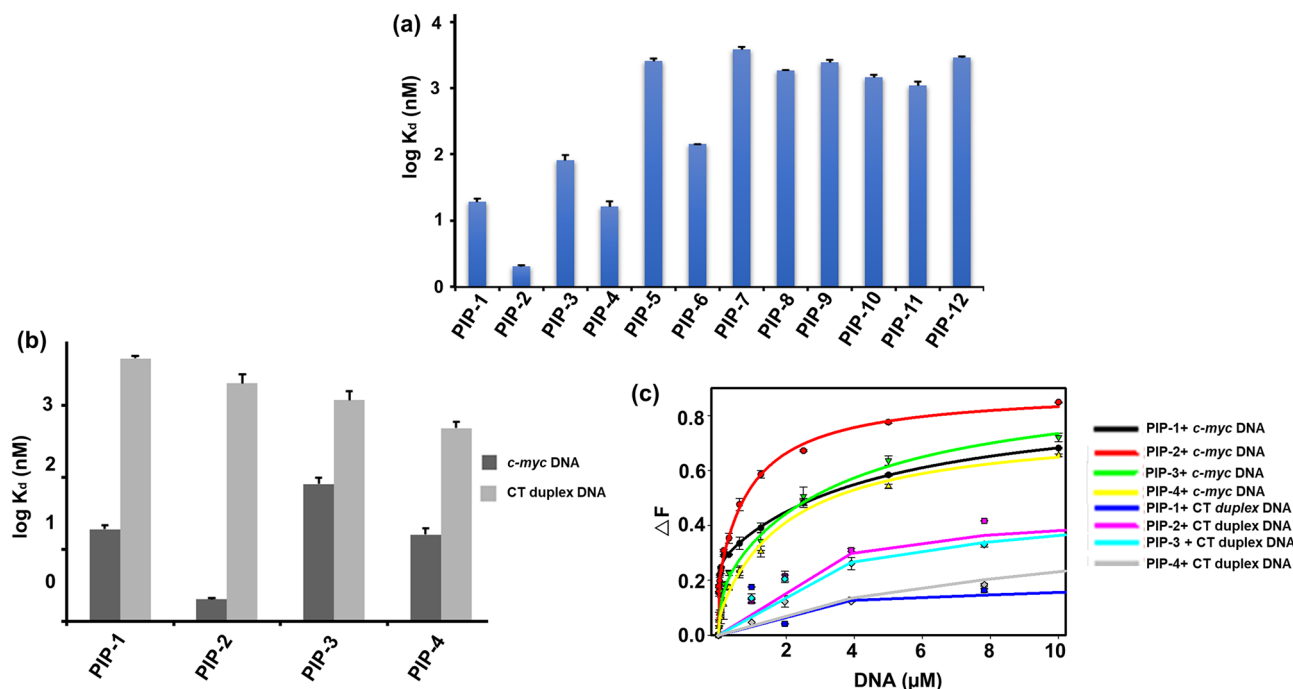 (a)
log Kd (nM)
4
3
2
1
0
PIP-1
PIP-2
PIP-3
PIP-4
PIP-5
PIP-6
PIP-7
PIP-8
PIP-9
PIP-10
PIP-11
PIP-12
(b)
log Kd (nM)
3
2
1
0
PIP-1
PIP-2
PIP-3
PIP-4
c-myc DNA
CT duplex DNA
(c)
△F
0.8
0.6
0.4
0.2
0.0
2
4
6
8
10
DNA (µM)
PIP-1+ c-myc DNA
PIP-2+ c-myc DNA
PIP-3+ c-myc DNA
PIP-4+ c-myc DNA
PIP-1+ CT duplex DNA
PIP-2+ CT duplex DNA
PIP-3 + CT duplex DNA
PIP-4+ CT duplex DNA